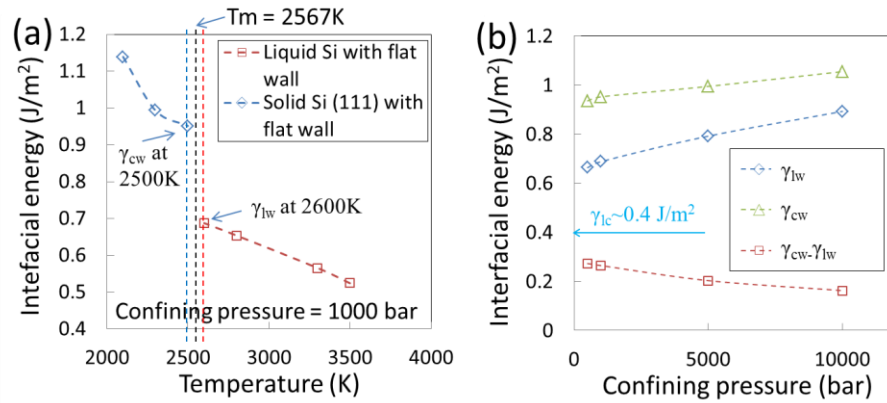 (a)
Tm = 2567K
Intefacial energy (J/m²)
1.2
1.1
1
0.9
0.8
0.7
0.6
0.5
0.4
Liquid Si with flat
wall
Solid Si (111) with
flat wall
γcw at
2500K
γlw at 2600K
Confining pressure = 1000 bar
2000 2500 3000 3500 4000
Temperature (K)
(b)
Interfacial energy (J/m²)
1.2
1
0.8
0.6
0.4
0.2
0
γlw
γcw
γcw-γlw
γlc~0.4 J/m²
0 5000 10000
Confining pressure (bar)